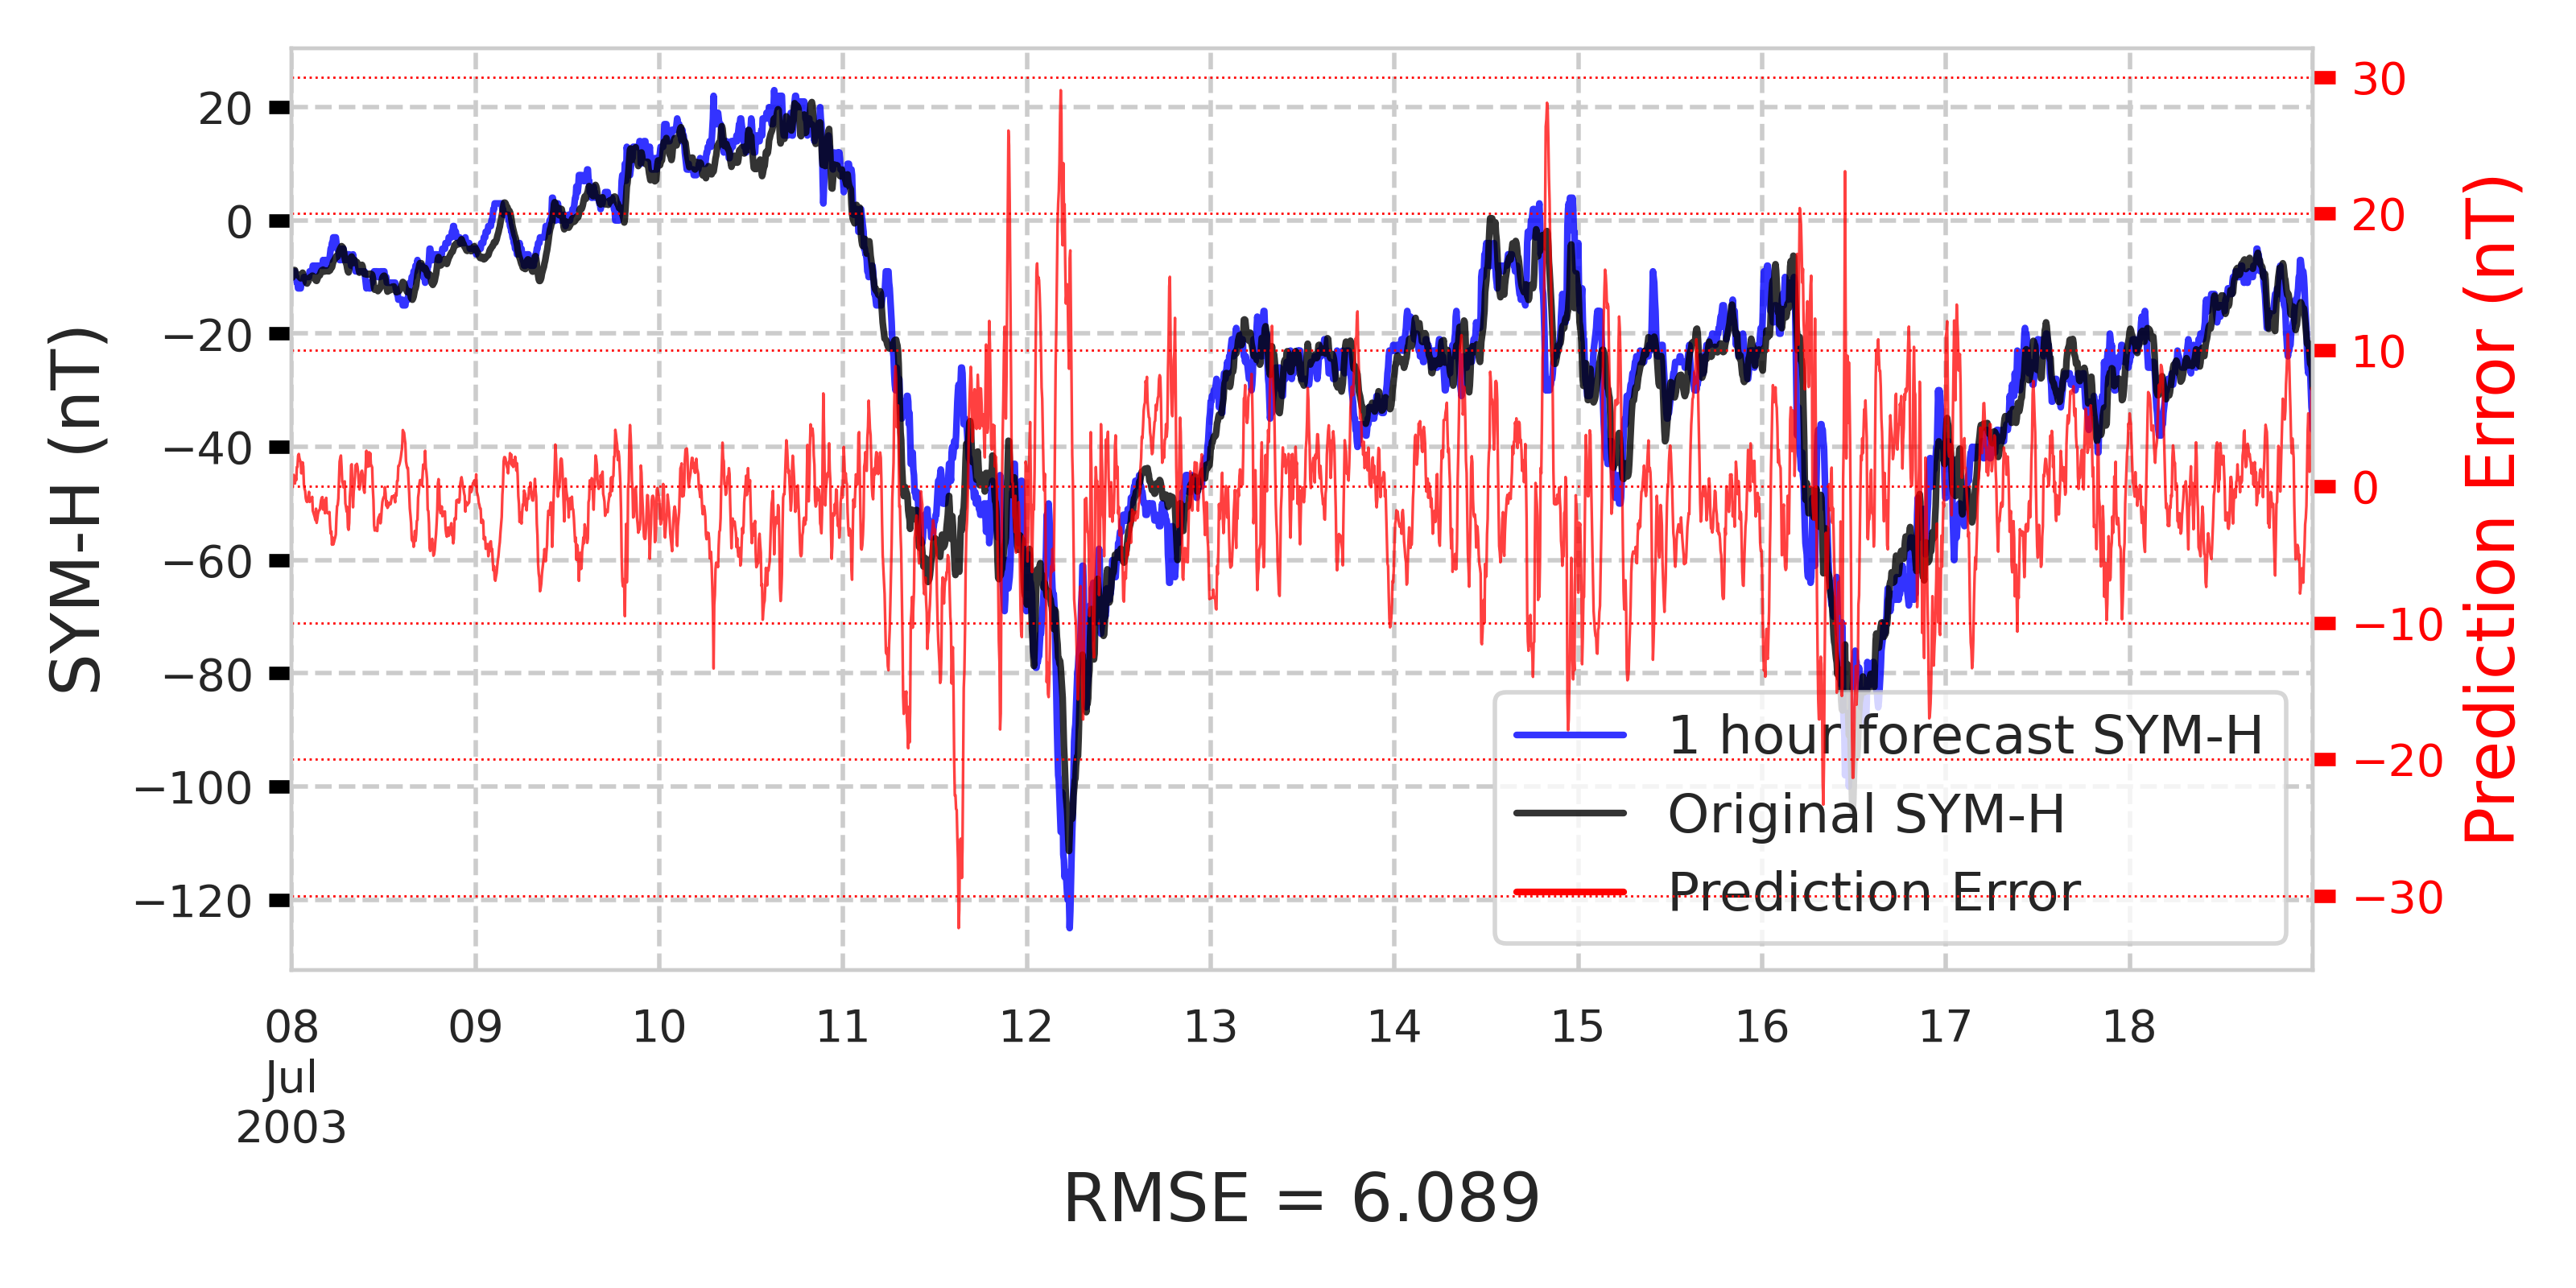 SYM-H (nT)
20
0
−20
−40
−60
−80
−100
−120
30
20
10
0
−10
−20
−30
Prediction Error (nT)
1 hour forecast SYM-H
Original SYM-H
Prediction Error
08 09 10 11 12 13 14 15 16 17 18
Jul
2003
RMSE = 6.089